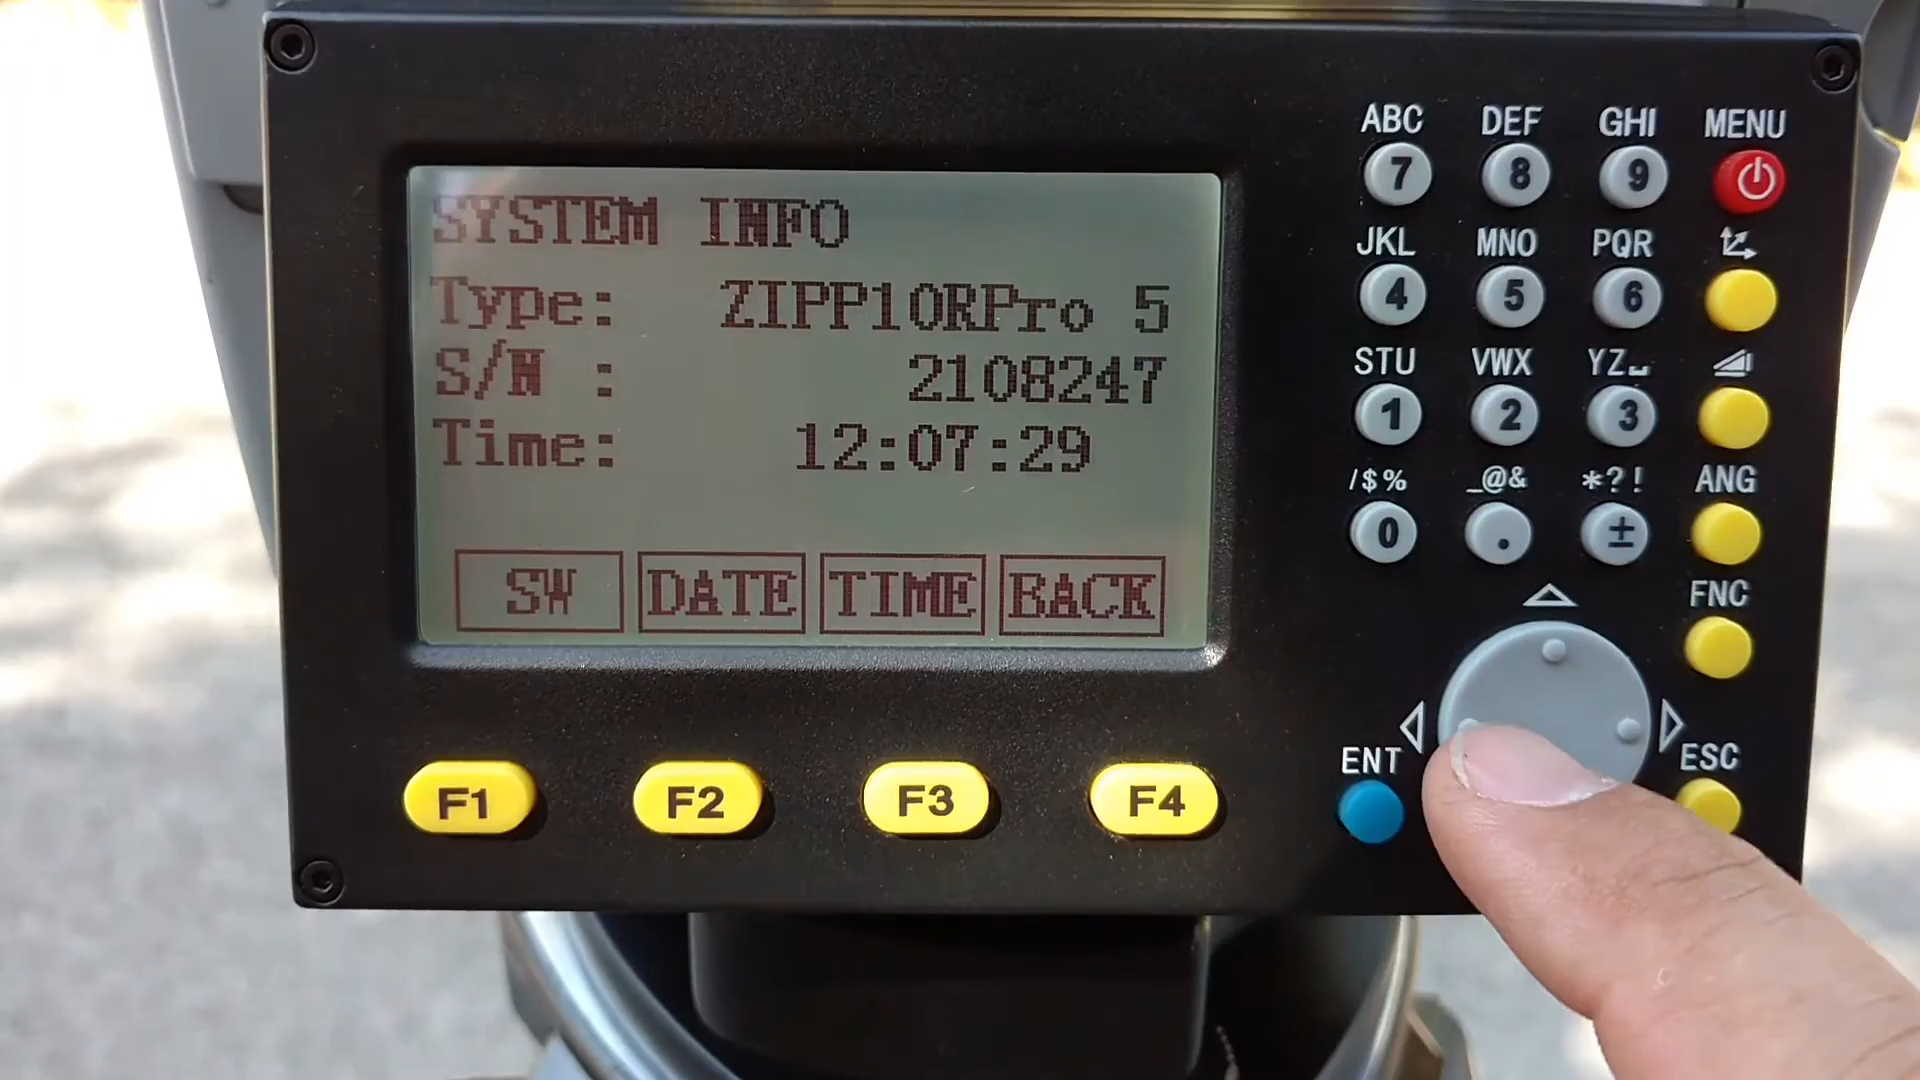 SYSTEM INFO
Type: ZIPP10RPro 5
S/N : 2108247
Time: 12:07:29
SW DATE TIME BACK
F1 F2 F3 F4
ABC DEF GHI MENU
7 8 9
JKL MNO PQR
4 5 6
STU VWX YZ␣
1 2 3
/$% _@& *?! ANG
0 . ±
FNC
ENT ESC